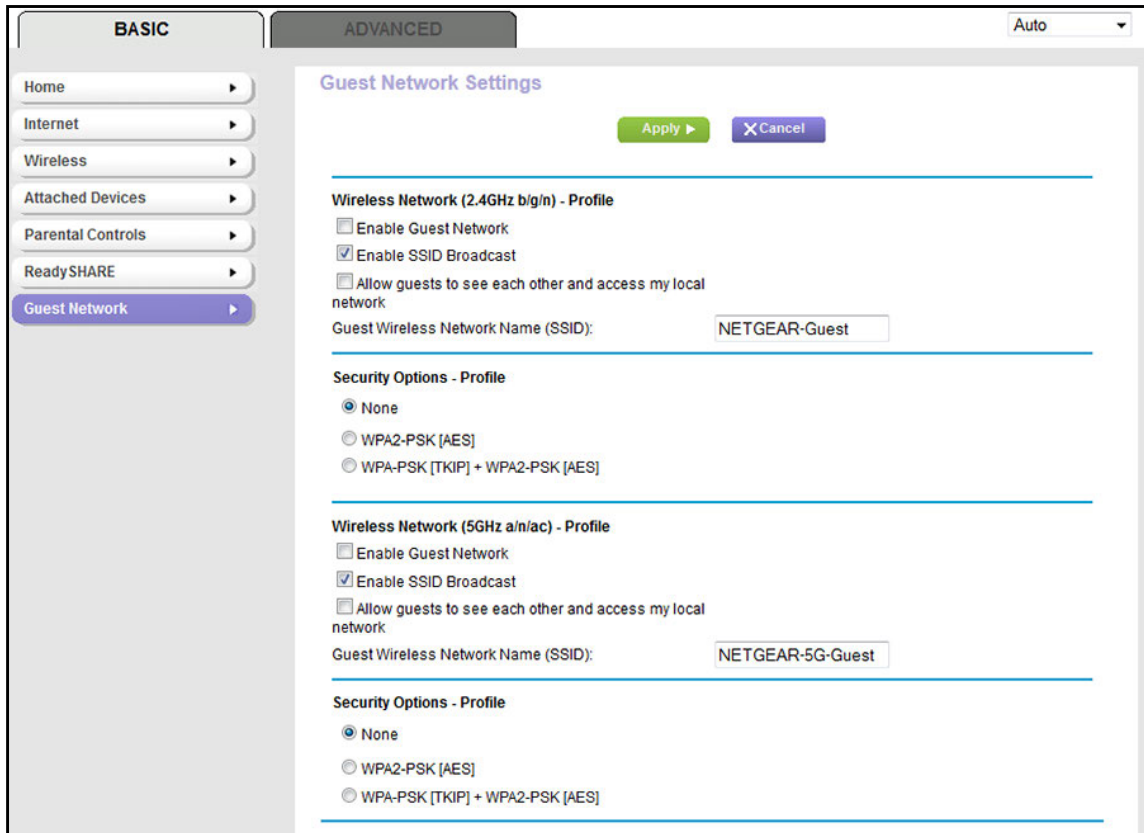 BASIC
ADVANCED
Auto
Home
Internet
Wireless
Attached Devices
Parental Controls
ReadySHARE
Guest Network
Guest Network Settings
Apply
Cancel
Wireless Network (2.4GHz b/g/n) - Profile
Enable Guest Network
Enable SSID Broadcast
Allow guests to see each other and access my local
network
Guest Wireless Network Name (SSID): NETGEAR-Guest
Security Options - Profile
None
WPA2-PSK [AES]
WPA-PSK [TKIP] + WPA2-PSK [AES]
Wireless Network (5GHz a/n/ac) - Profile
Enable Guest Network
Enable SSID Broadcast
Allow guests to see each other and access my local
network
Guest Wireless Network Name (SSID): NETGEAR-5G-Guest
Security Options - Profile
None
WPA2-PSK [AES]
WPA-PSK [TKIP] + WPA2-PSK [AES]